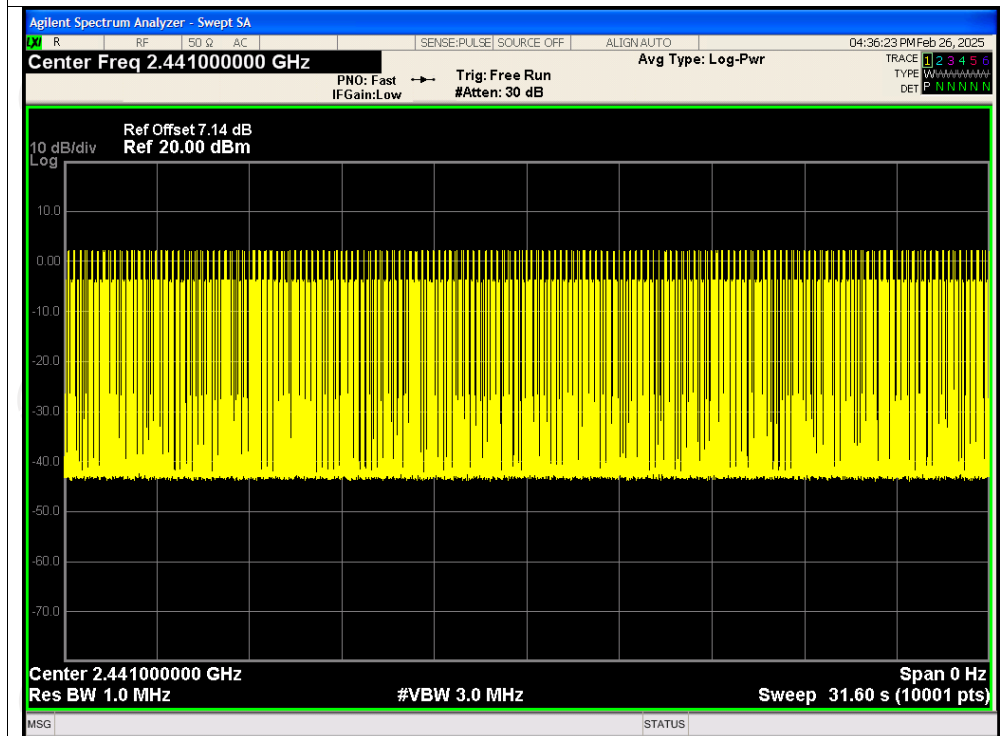 Agilent Spectrum Analyzer - Swept SA
LXI R RF 50 Ω AC SENSE:PULSE SOURCE OFF ALIGN AUTO 04:36:23 PM Feb 26, 2025
Center Freq 2.441000000 GHz Avg Type: Log-Pwr TRACE 1 2 3 4 5 6
PNO: Fast Trig: Free Run TYPE WWWWWW
IFGain:Low #Atten: 30 dB DET P N N N N N
Ref Offset 7.14 dB
10 dB/div Ref 20.00 dBm
Log
10.0
0.00
-10.0
-20.0
-30.0
-40.0
-50.0
-60.0
-70.0
Center 2.441000000 GHz Span 0 Hz
Res BW 1.0 MHz #VBW 3.0 MHz Sweep 31.60 s (10001 pts)
MSG STATUS